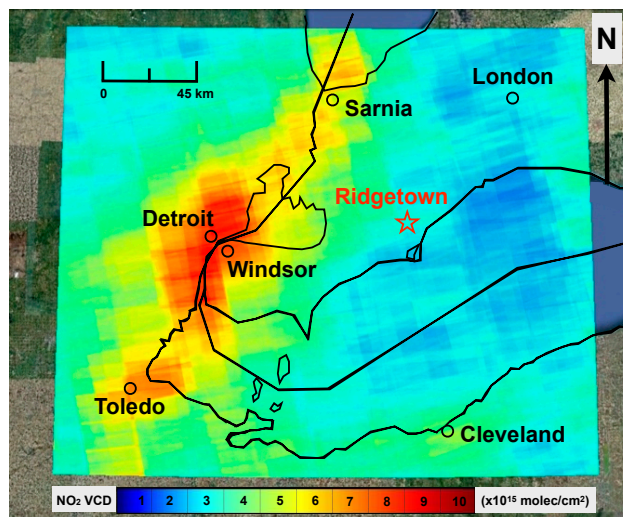 N
London
0 45 km
Sarnia
Ridgetown
Detroit
Windsor
Toledo
Cleveland
NO₂ VCD 1 2 3 4 5 6 7 8 9 10 (x10¹⁵ molec/cm²)